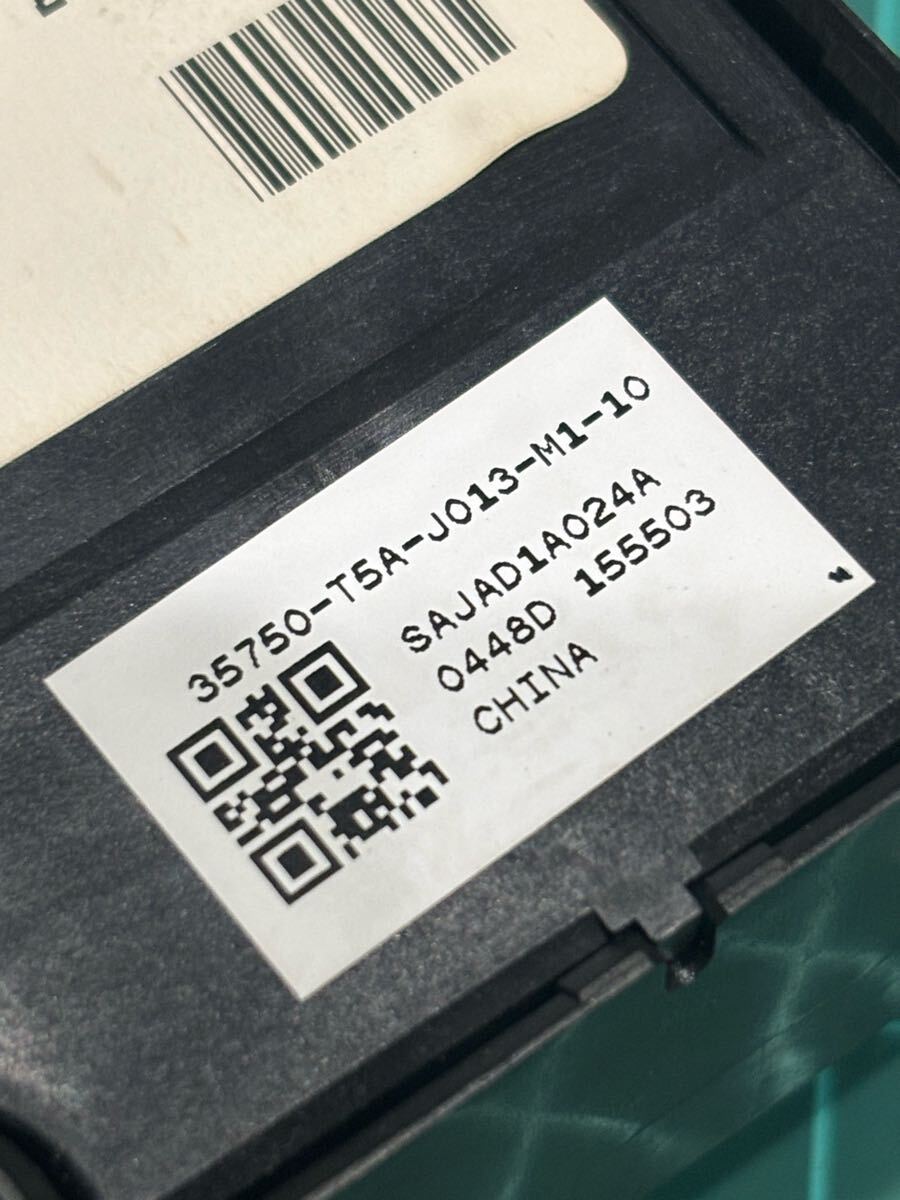 35750-T5A-J013-M1-10
SAJAD1A024A
0448D 155503
CHINA